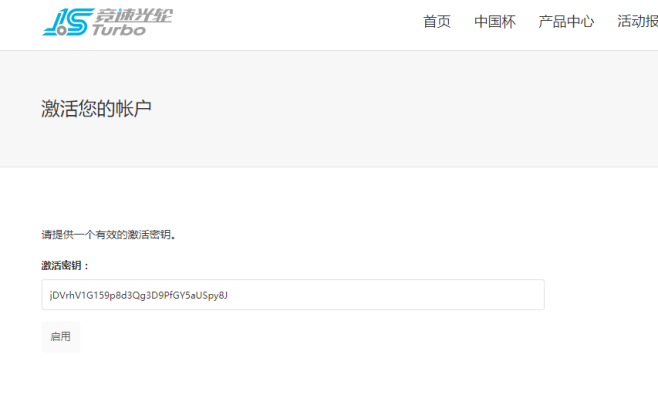 JS 竞速光轮
Turbo
首页 中国杯 产品中心 活动报
激活您的帐户
请提供一个有效的激活密钥。
激活密钥：
jDVrhV1G159p8d3Qg3D9PfGY5aUSpy8J
启用